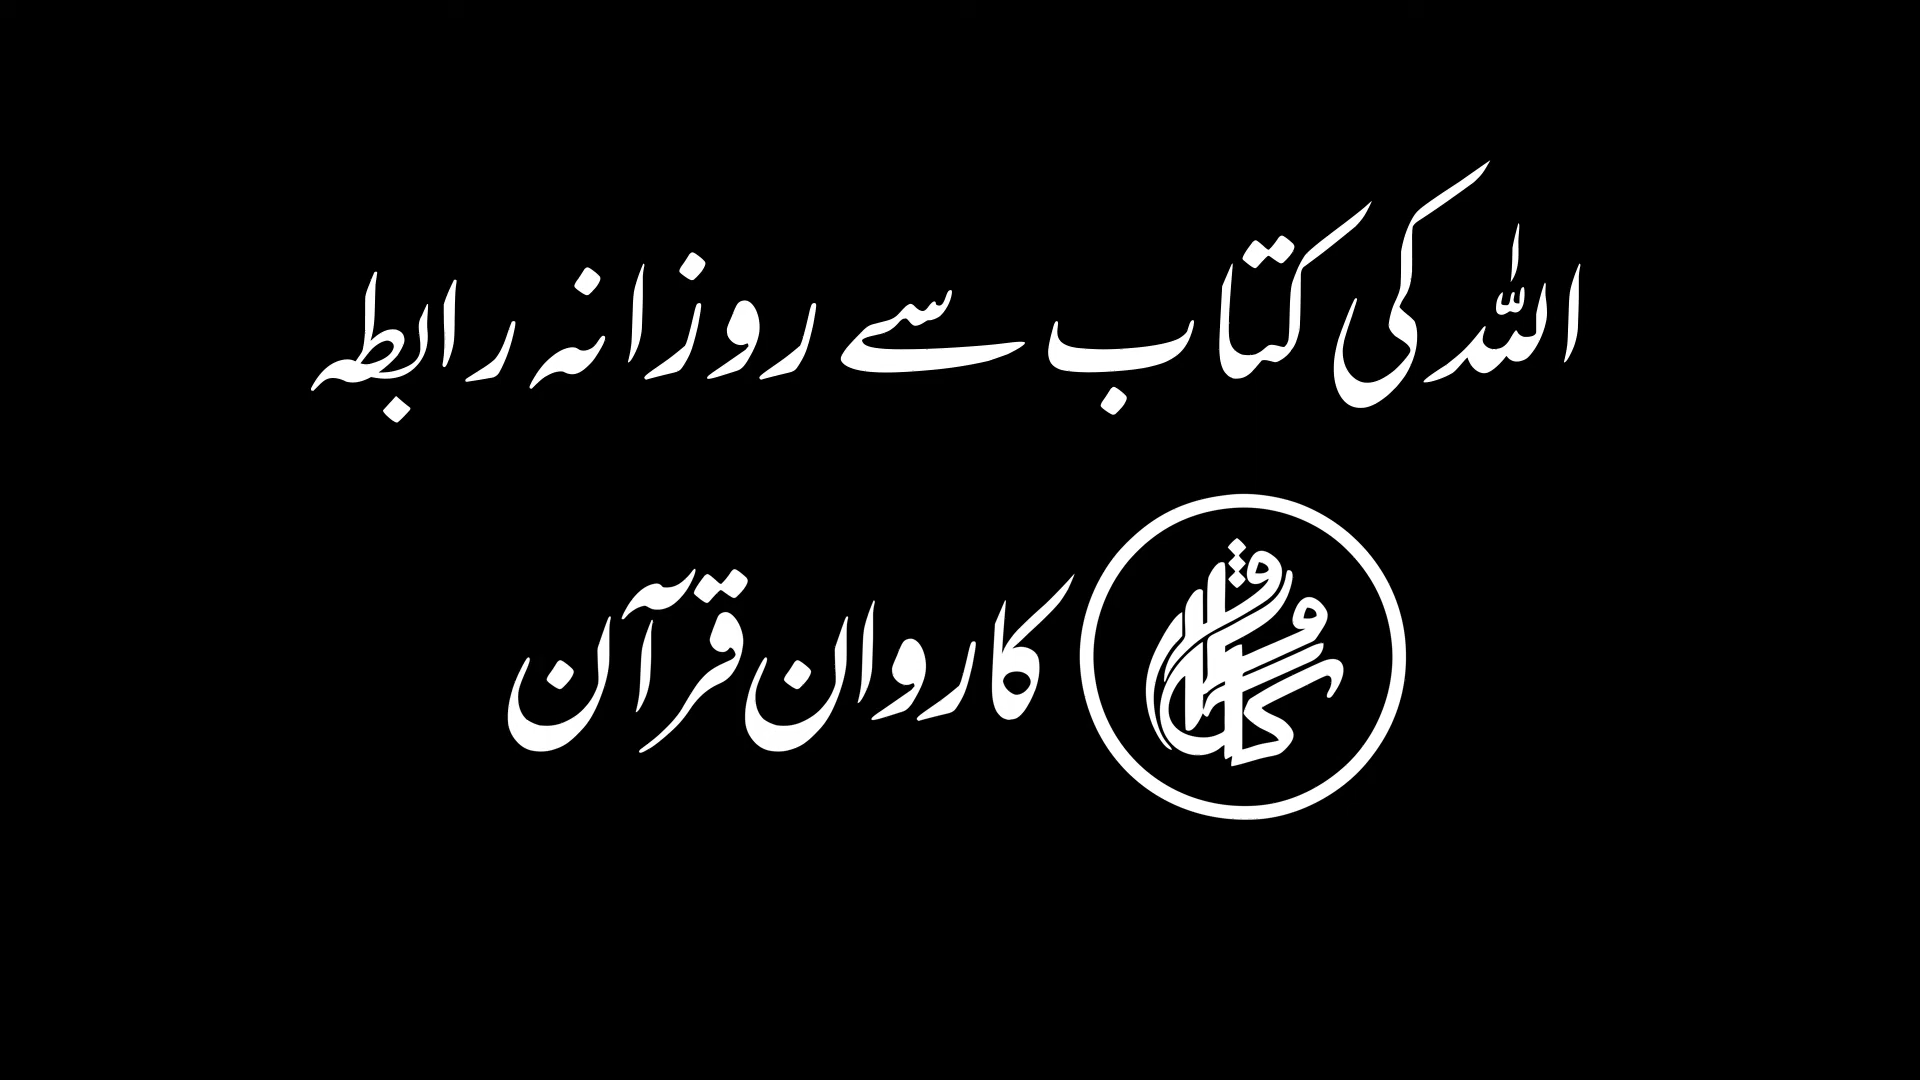 اللہ کی کتاب سے روزانہ رابطہ
کاروان قرآن